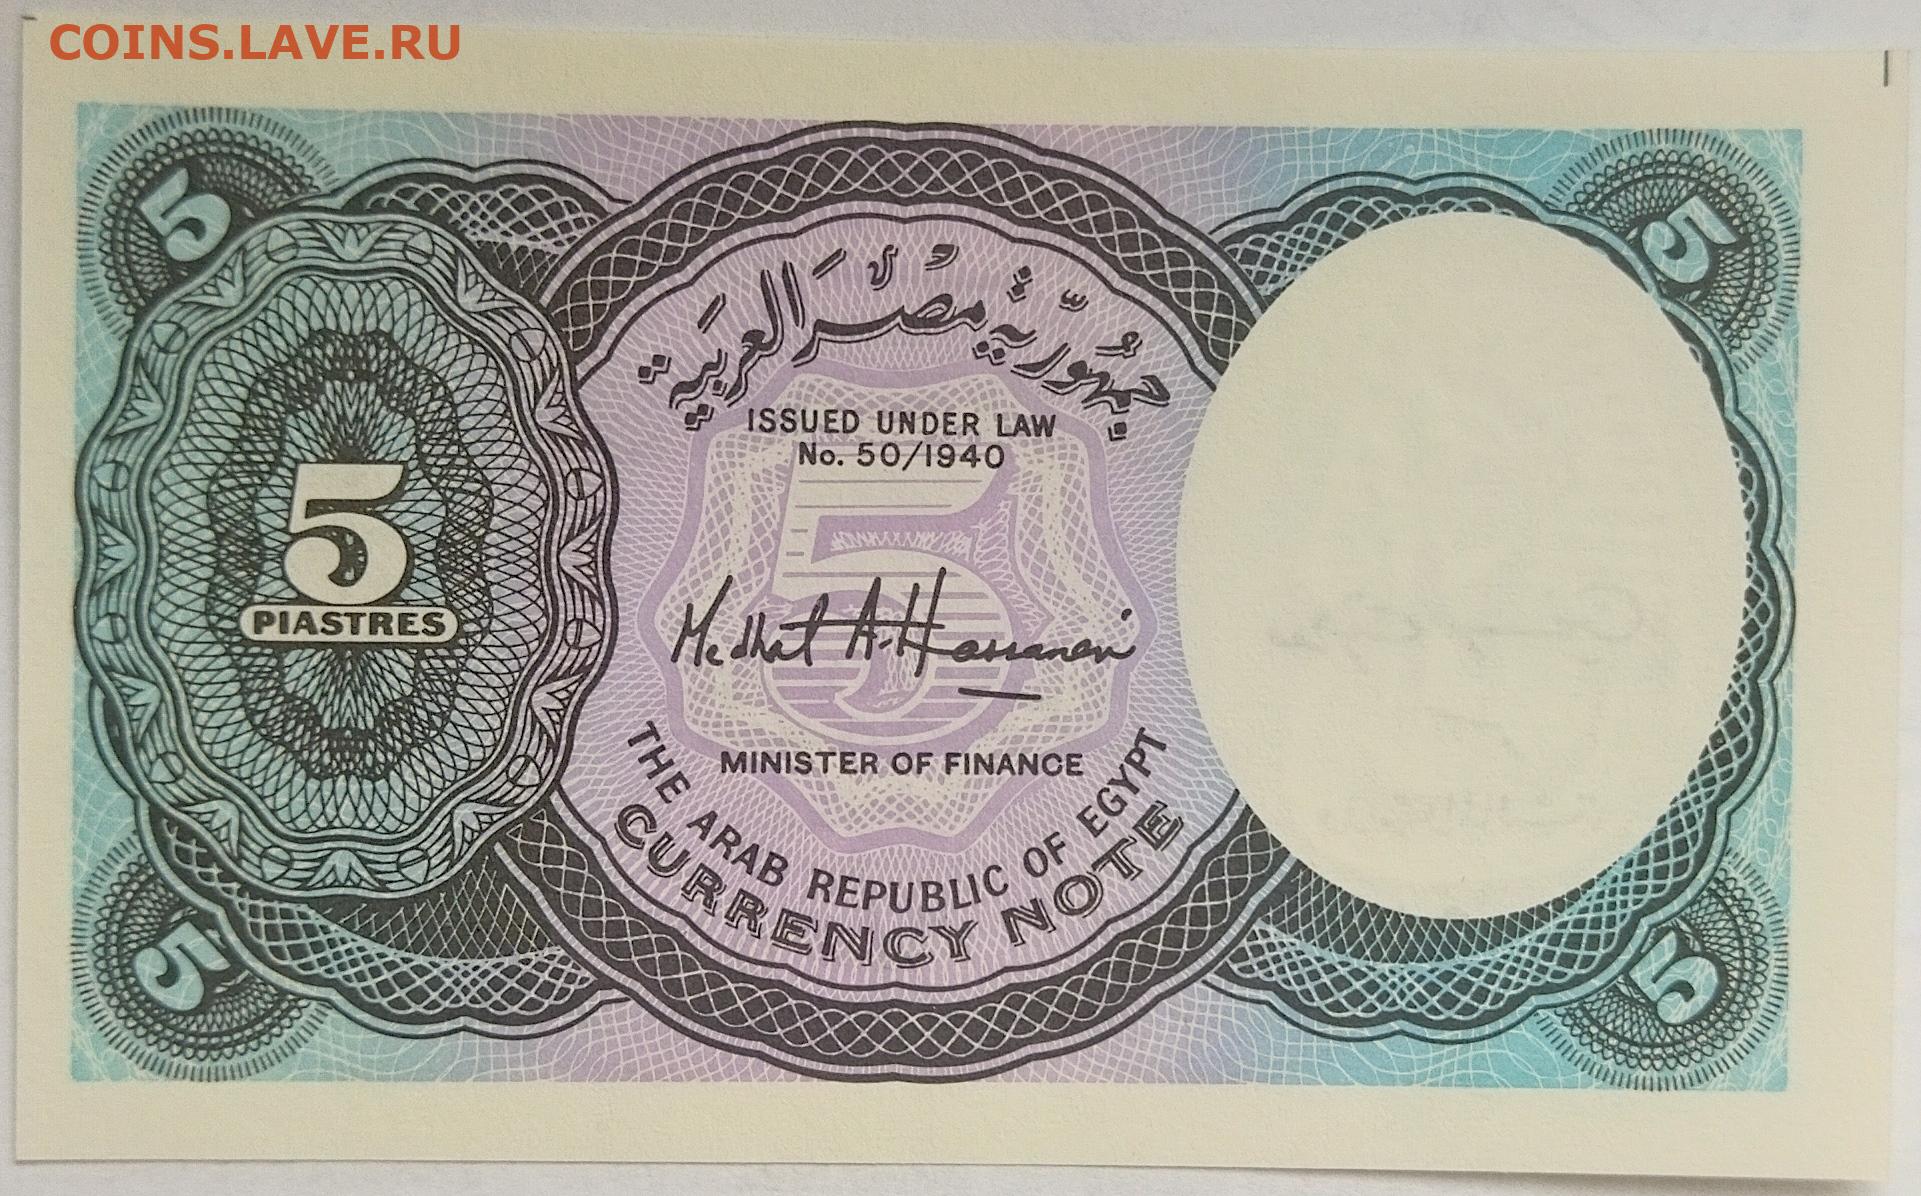 COINS.LAVE.RU
5
5
جمهورية مصر العربية
ISSUED UNDER LAW
No. 50/1940
5
5
PIASTRES
Medhat A. Hassanein
MINISTER OF FINANCE
THE ARAB REPUBLIC OF EGYPT
CURRENCY NOTE
5
5